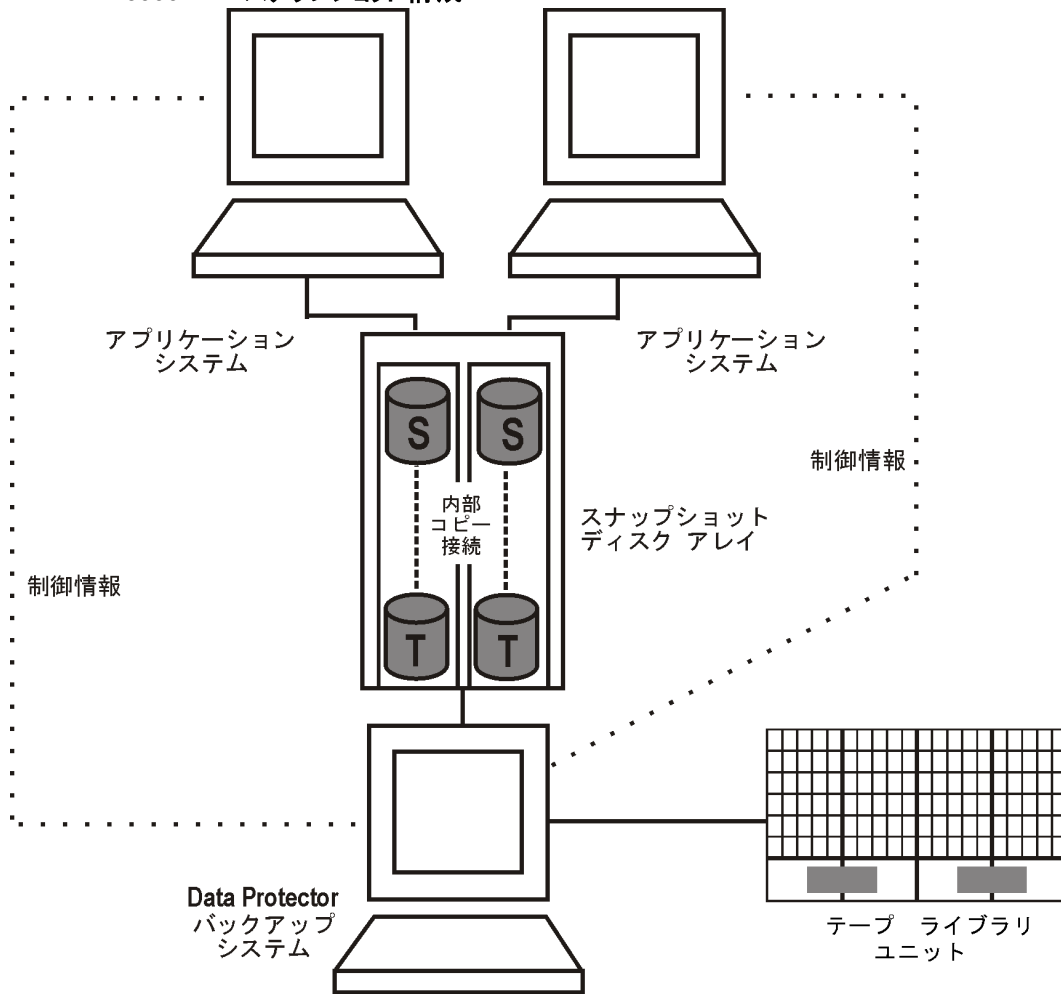 アプリケーション
システム
アプリケーション
システム
S
S
内部
コピー
接続
スナップショット
ディスク アレイ
制御情報
制御情報
T
T
Data Protector
バックアップ
システム
テープ ライブラリ
ユニット